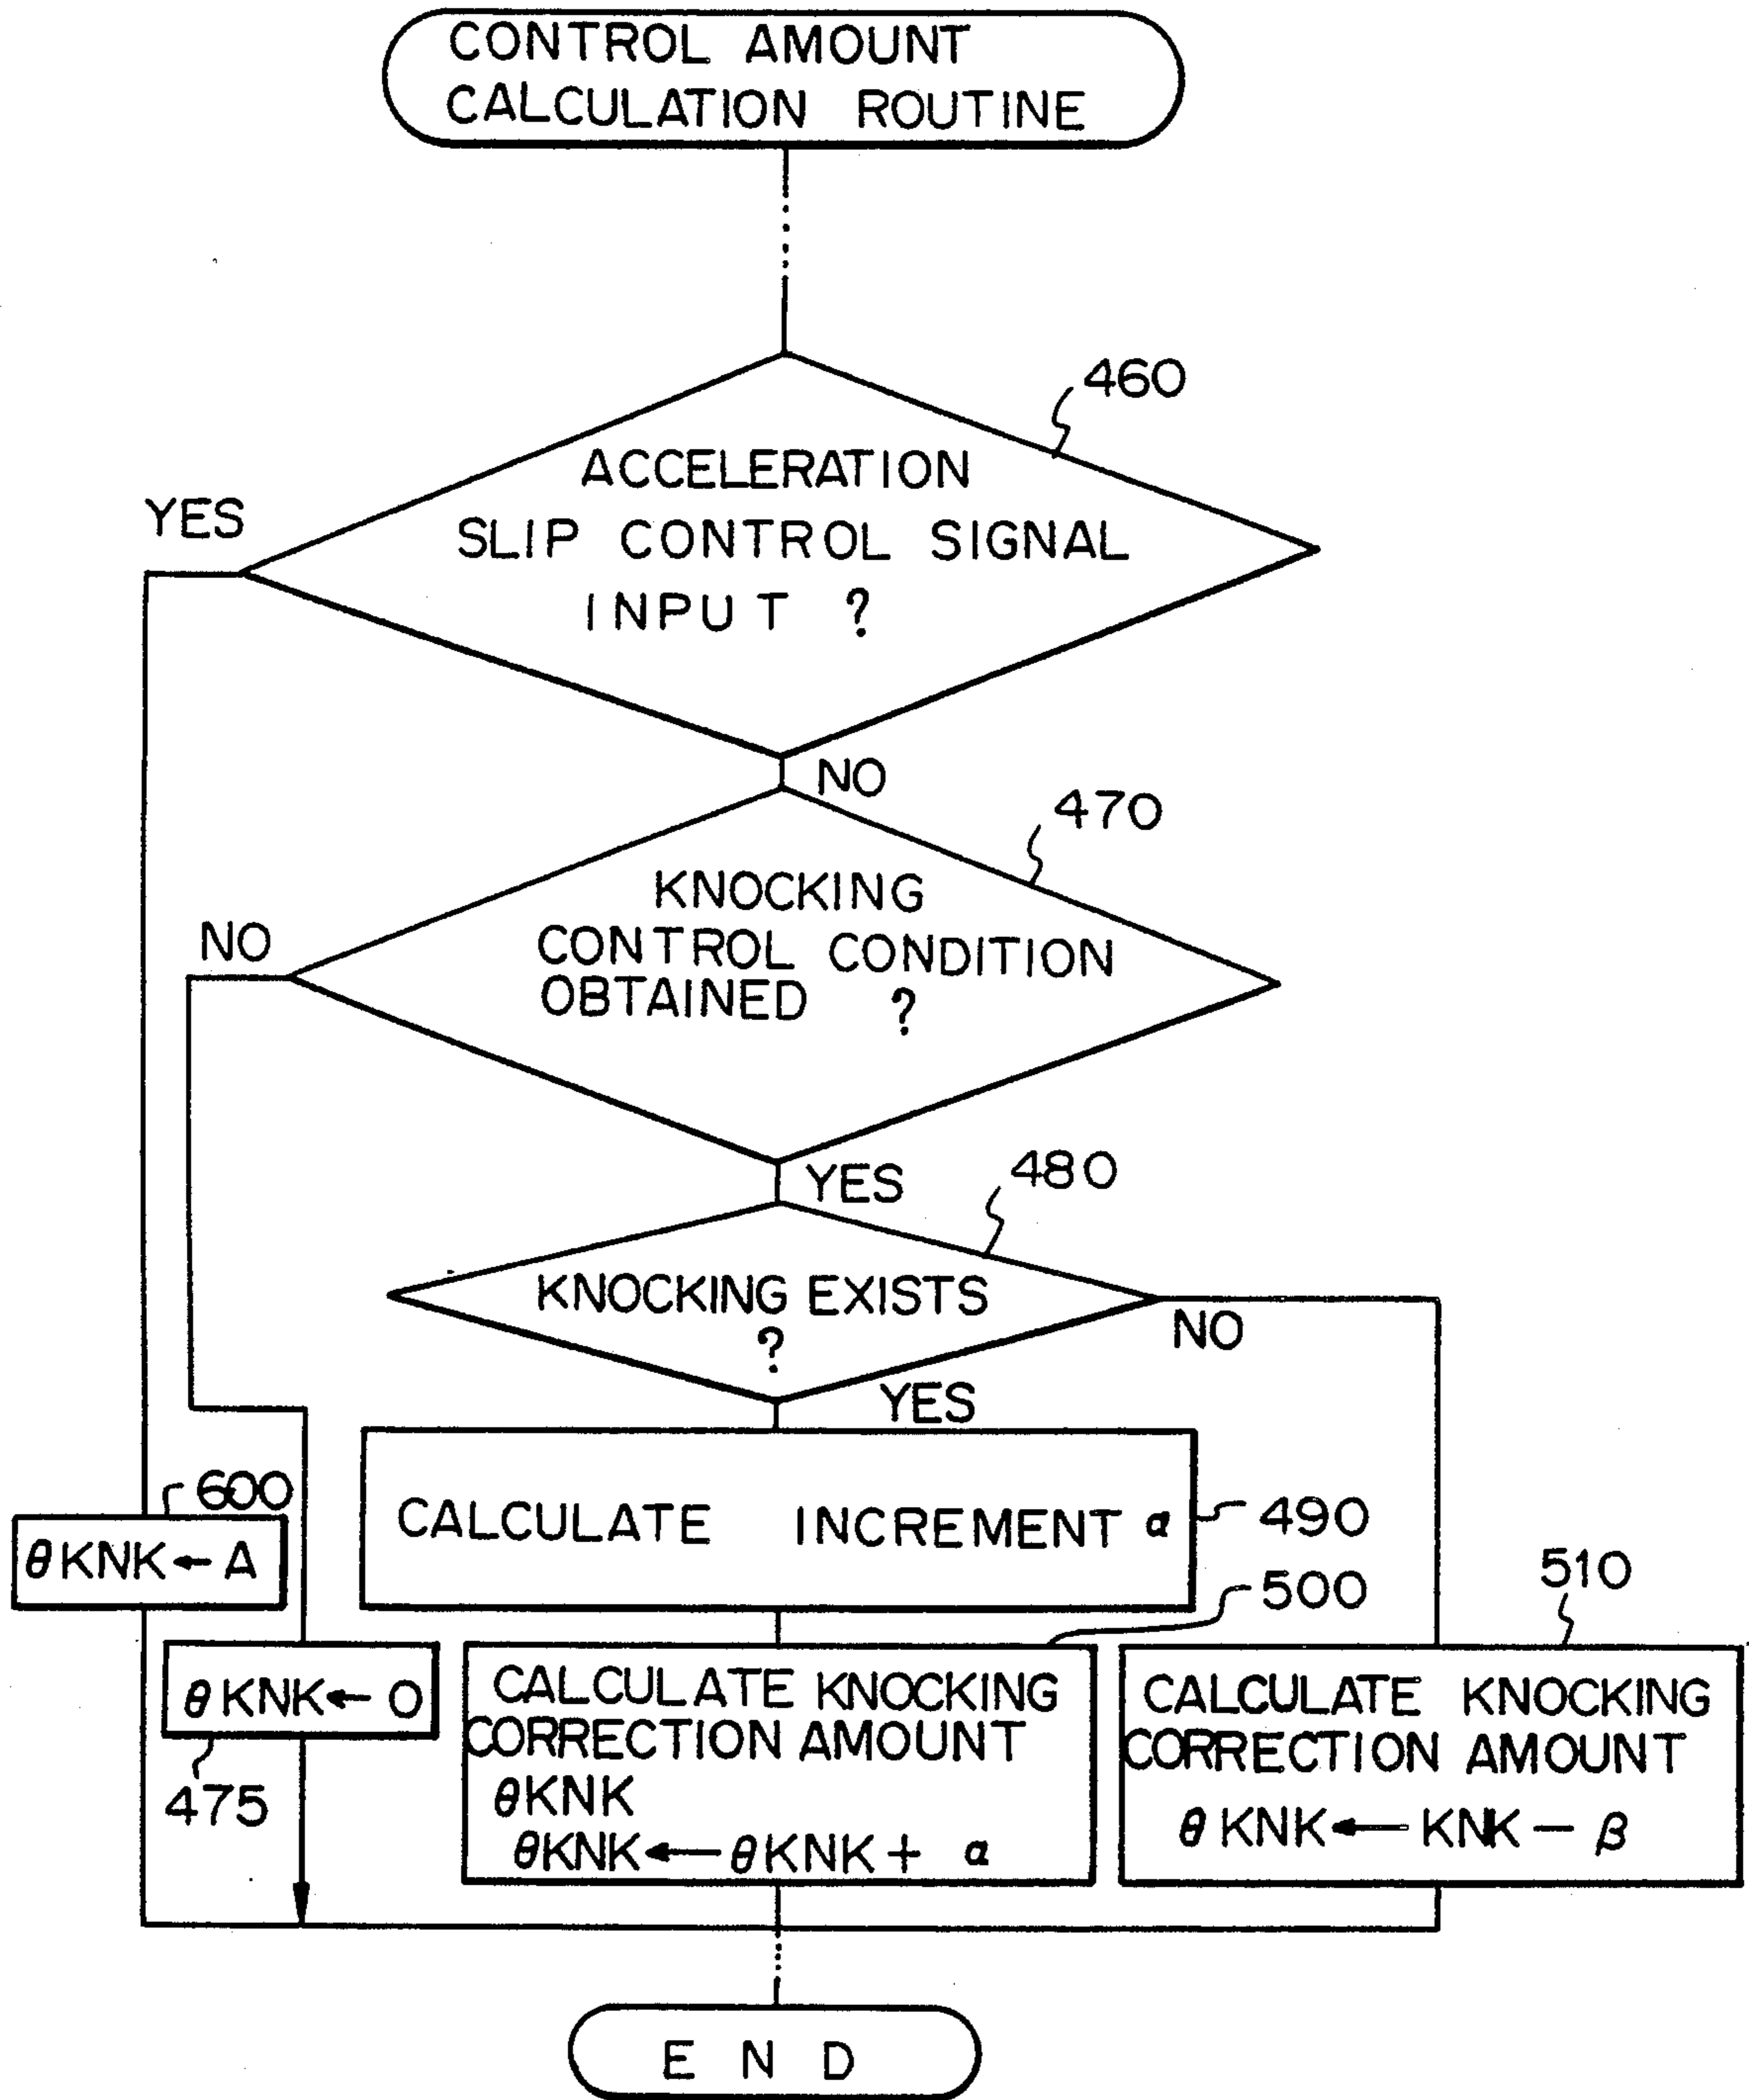 CONTROL AMOUNT
CALCULATION ROUTINE
460
ACCELERATION
SLIP CONTROL SIGNAL
INPUT ?
YES
NO
470
KNOCKING
CONTROL CONDITION
OBTAINED ?
NO
YES
480
KNOCKING EXISTS
?
NO
YES
600
θKNK ← A
CALCULATE INCREMENT α
490
500
510
θKNK ← 0
475
CALCULATE KNOCKING
CORRECTION AMOUNT
θKNK
θKNK ← θKNK + α
CALCULATE KNOCKING
CORRECTION AMOUNT
θKNK ← KNK - β
END